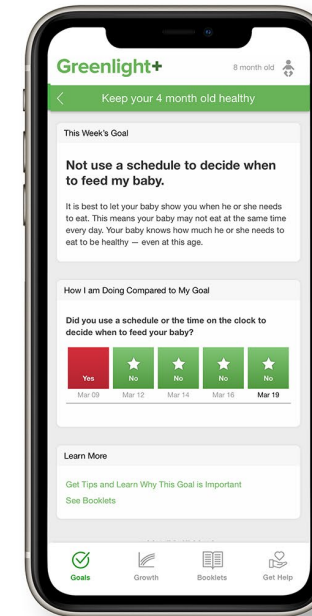 Greenlight+
8 month old
Keep your 4 month old healthy
This Week's Goal
Not use a schedule to decide when
to feed my baby.
It is best to let your baby show you when he or she needs
to eat. This means your baby may not eat at the same time
every day. Your baby knows how much he or she needs to
eat to be healthy — even at this age.
How I am Doing Compared to My Goal
Did you use a schedule or the time on the clock to
decide when to feed your baby?
Yes No No No No
Mar 09 Mar 12 Mar 14 Mar 16 Mar 19
Learn More
Get Tips and Learn Why This Goal is Important
See Booklets
Goals Growth Booklets Get Help